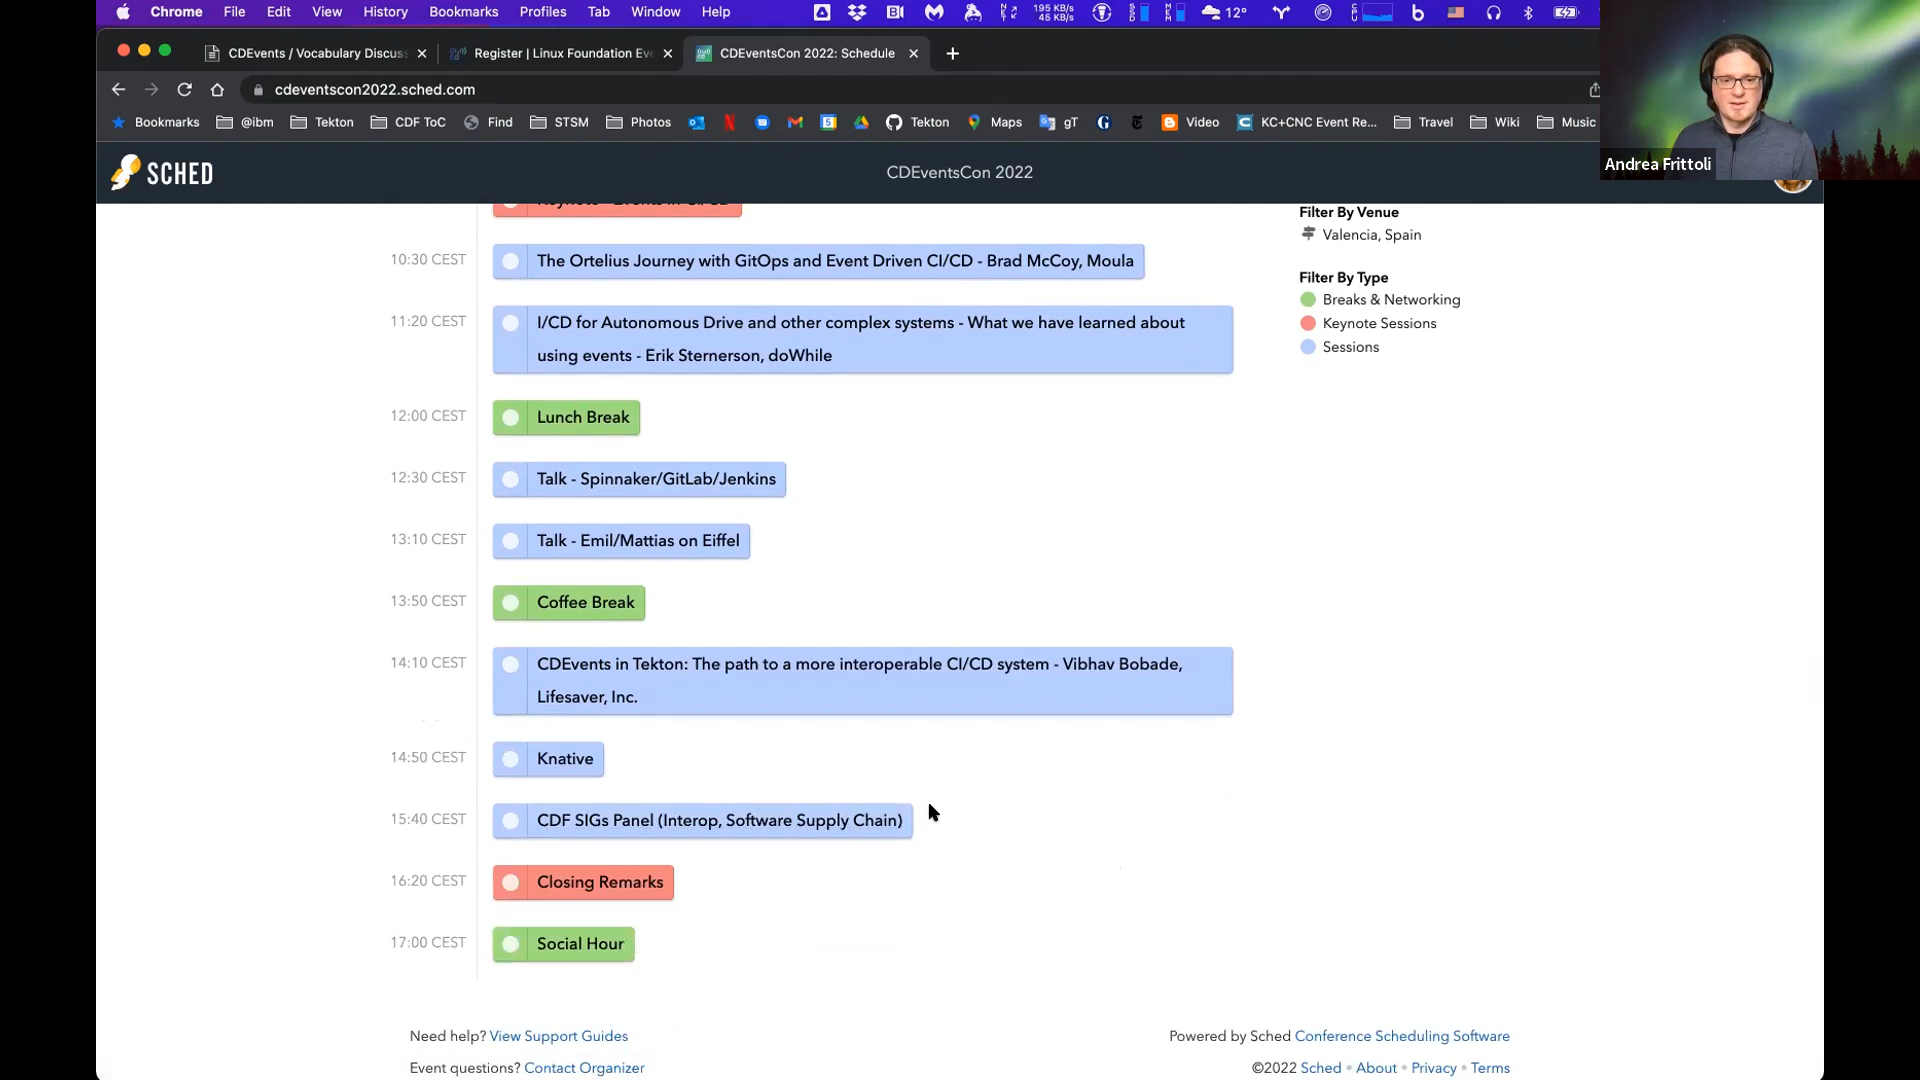 Chrome File Edit View History Bookmarks Profiles Tab Window Help
195 KB/s
45 KB/s
12°
CDEvents / Vocabulary Discuss
Register | Linux Foundation Eve
CDEventsCon 2022: Schedule
cdeventscon2022.sched.com
Bookmarks @ibm Tekton CDF ToC Find STSM Photos Tekton Maps gT Video KC+CNC Event Re... Travel Wiki Music
Andrea Frittoli
SCHED
CDEventsCon 2022
10:30 CEST
The Ortelius Journey with GitOps and Event Driven CI/CD - Brad McCoy, Moula
11:20 CEST
I/CD for Autonomous Drive and other complex systems - What we have learned about
using events - Erik Sternerson, doWhile
12:00 CEST
Lunch Break
12:30 CEST
Talk - Spinnaker/GitLab/Jenkins
13:10 CEST
Talk - Emil/Mattias on Eiffel
13:50 CEST
Coffee Break
14:10 CEST
CDEvents in Tekton: The path to a more interoperable CI/CD system - Vibhav Bobade,
Lifesaver, Inc.
14:50 CEST
Knative
15:40 CEST
CDF SIGs Panel (Interop, Software Supply Chain)
16:20 CEST
Closing Remarks
17:00 CEST
Social Hour
Filter By Venue
Valencia, Spain
Filter By Type
Breaks & Networking
Keynote Sessions
Sessions
Need help? View Support Guides
Event questions? Contact Organizer
Powered by Sched Conference Scheduling Software
©2022 Sched • About • Privacy • Terms